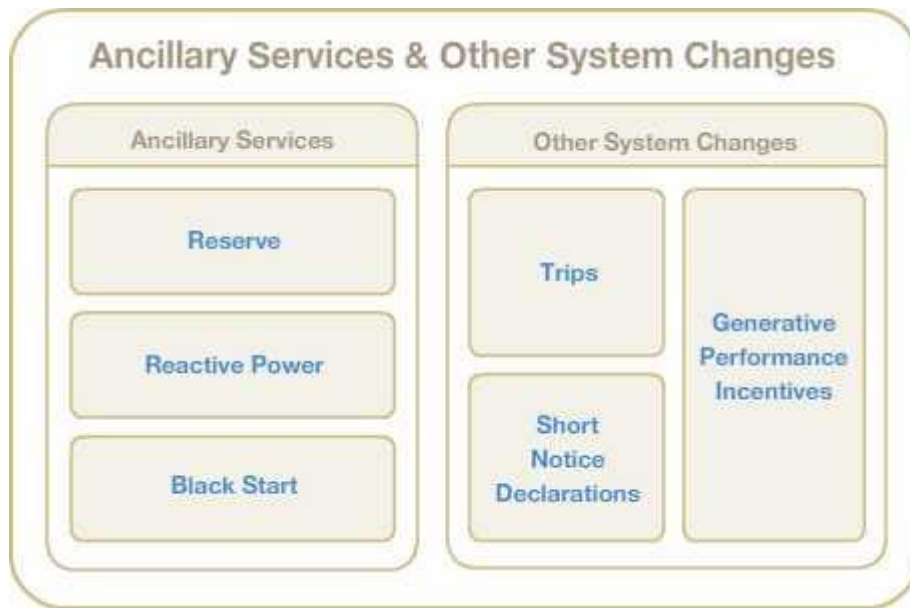 Ancillary Services & Other System Changes
Ancillary Services
Reserve
Reactive Power
Black Start
Other System Changes
Trips
Short
Notice
Declarations
Generative
Performance
Incentives